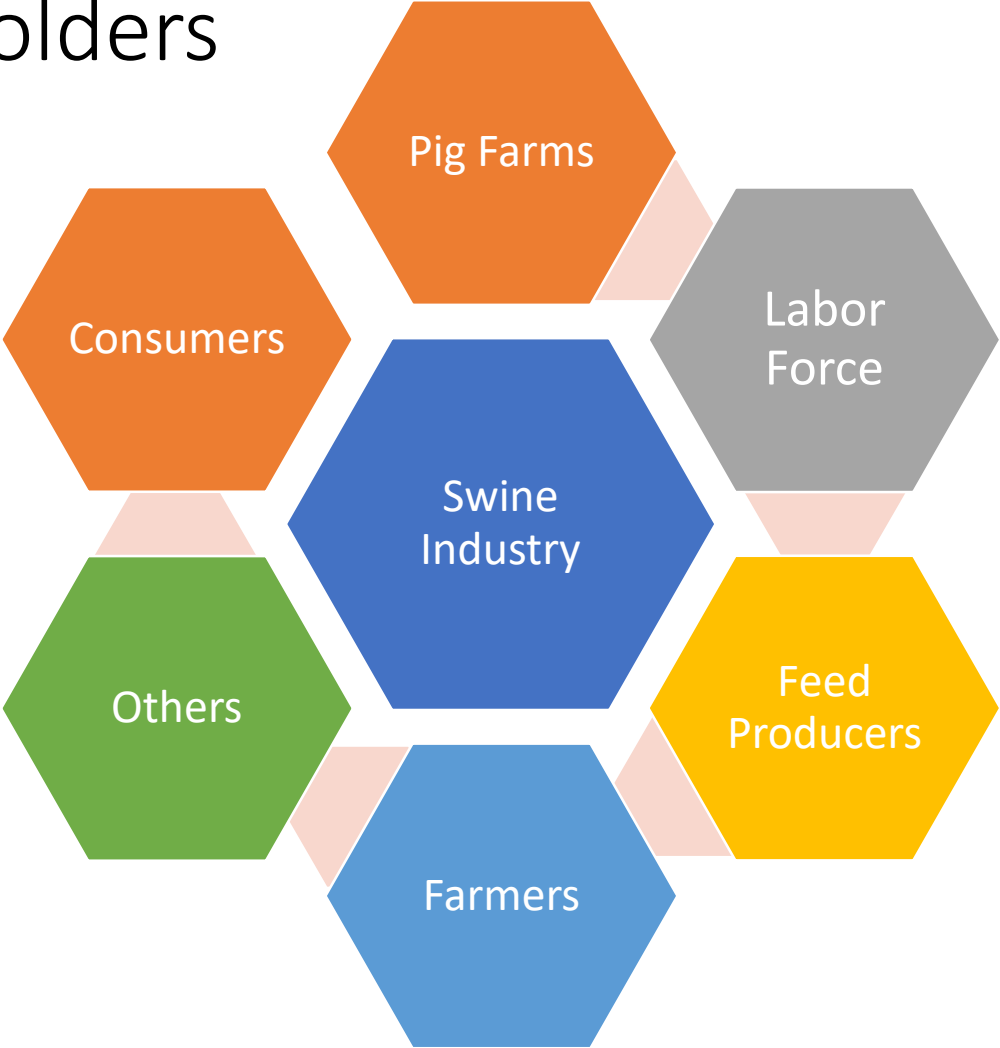 olders
Pig Farms
Labor
Force
Consumers
Swine
Industry
Feed
Producers
Others
Farmers